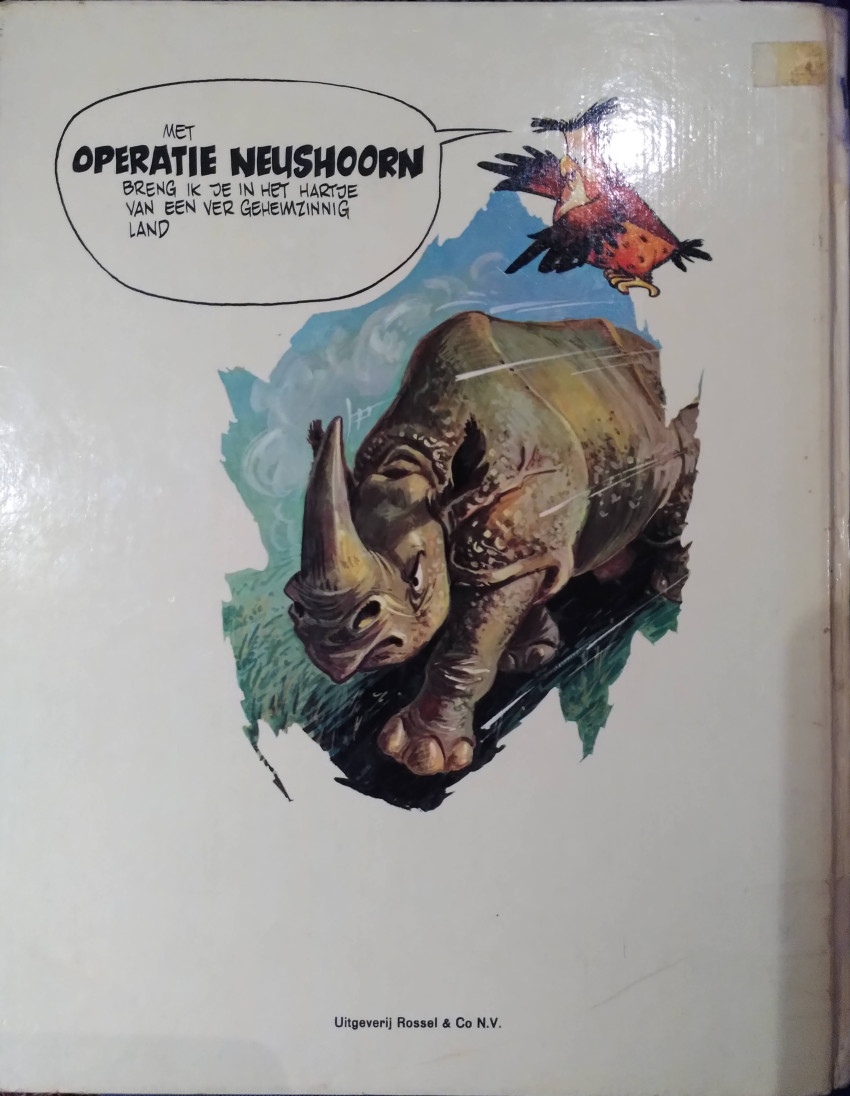 MET
OPERATIE NEUSHOORN
BRENG IK JE IN HET HARTJE
VAN EEN VER GEHEIMZINNIG
LAND
Uitgeverij Rossel & Co N.V.